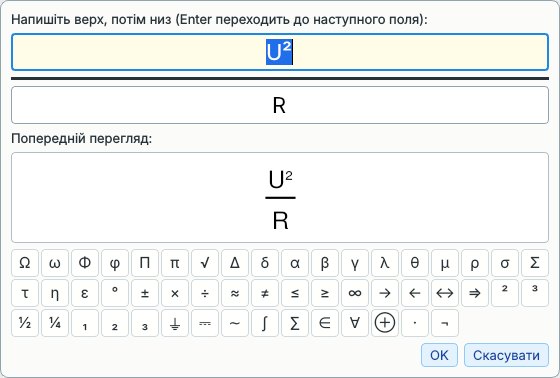 Напишіть верх, потім низ (Enter переходить до наступного поля):
U²
R
Попередній перегляд:
U²
R
Ω ω Φ φ Π π √ Δ δ α β γ λ θ μ ρ σ Σ
τ η ε ° ± × ÷ ≈ ≠ ≤ ≥ ∞ → ← ↔ ⇒ ² ³
½ ¼ ₁ ₂ ₃ ⏚ ⎓ ∼ ∫ ∑ ∈ ∀ ⊕ · ¬
OK Скасувати